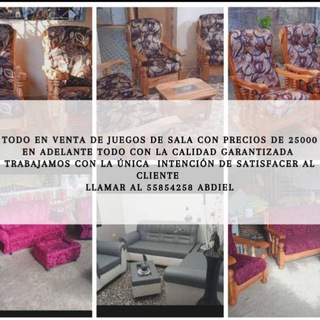 TODO EN VENTA DE JUEGOS DE SALA CON PRECIOS DE 25000
EN ADELANTE TODO CON LA CALIDAD GARANTIZADA
TRABAJAMOS CON LA ÚNICA INTENCIÓN DE SATISFACER AL
CLIENTE
LLAMAR AL 55854258 ABDIEL